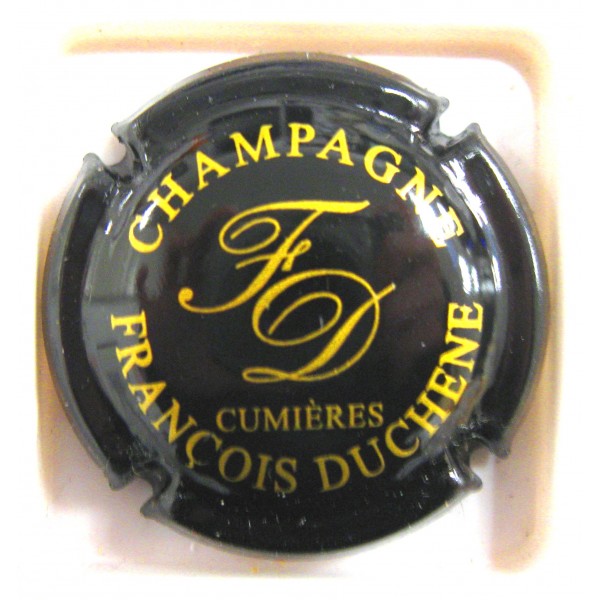 CHAMPAGNE
FD
CUMIÈRES
FRANÇOIS DUCHENE